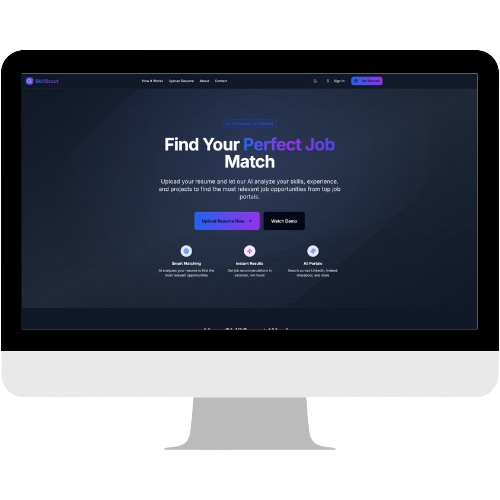 SkillScout
How It Works Upload Resume About Contact
Sign In
Get Started
Find Your Perfect Job
Match
Upload your resume and let our AI analyze your skills, experience,
and projects to find the most relevant job opportunities from top job
portals.
Upload Resume Now
Watch Demo
Smart Matching
AI analyzes your resume to find the
most relevant opportunities
Instant Results
Get job recommendations in
seconds, not hours
All Portals
Search across LinkedIn, Indeed,
Glassdoor, and more